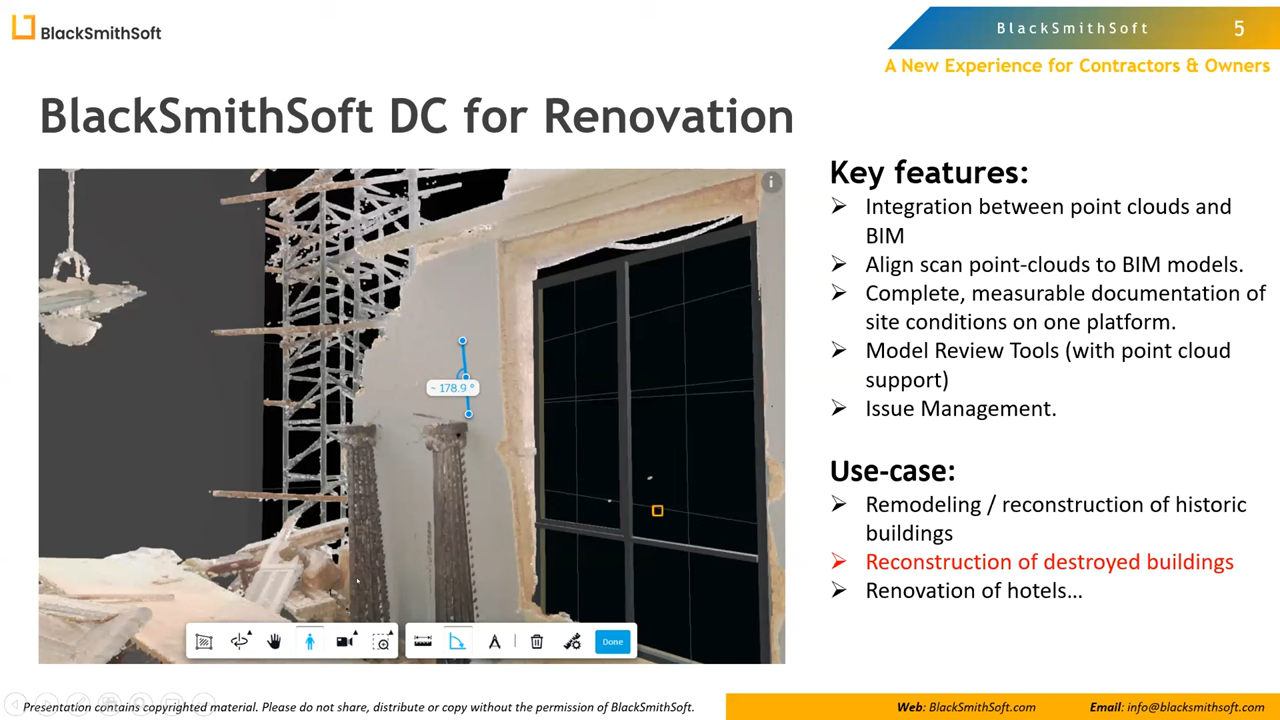 BlackSmithSoft
BlackSmithSoft
5
A New Experience for Contractors & Owners
BlackSmithSoft DC for Renovation
i
~ 178.9 °
Done
Key features:
➢ Integration between point clouds and
BIM
➢ Align scan point-clouds to BIM models.
➢ Complete, measurable documentation of
site conditions on one platform.
➢ Model Review Tools (with point cloud
support)
➢ Issue Management.
Use-case:
➢ Remodeling / reconstruction of historic
buildings
➢ Reconstruction of destroyed buildings
➢ Renovation of hotels…
Presentation contains copyrighted material. Please do not share, distribute or copy without the permission of BlackSmithSoft.
Web: BlackSmithSoft.com
Email: info@blacksmithsoft.com